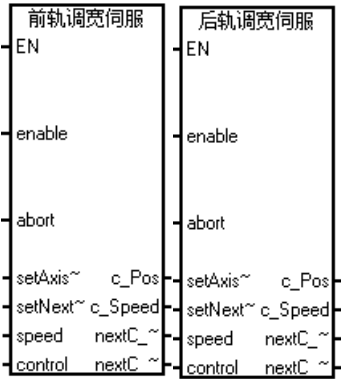 前轨调宽伺服
EN
enable
abort
setAxis~ c_Pos
setNext~ c_Speed
speed nextC_~
control nextC_~
后轨调宽伺服
EN
enable
abort
setAxis~ c_Pos
setNext~ c_Speed
speed nextC_~
control nextC_~